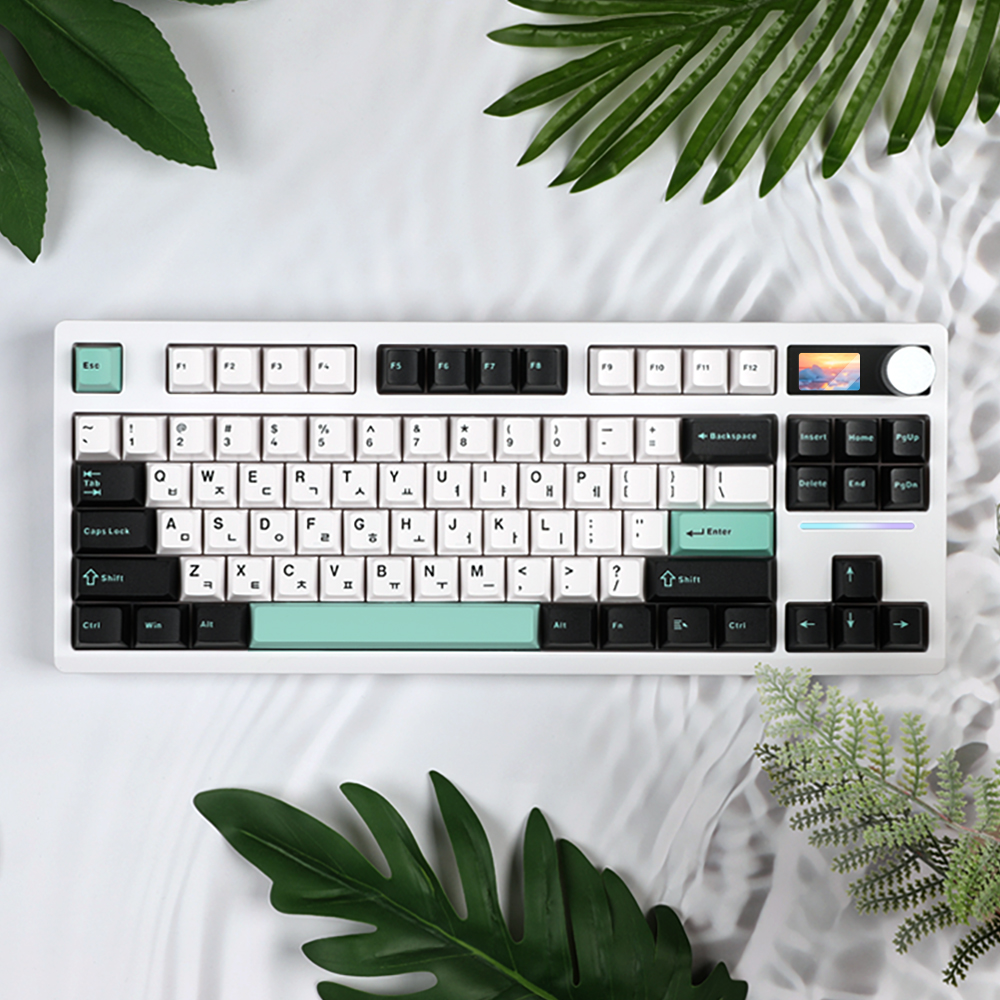 Esc F1 F2 F3 F4 F5 F6 F7 F8 F9 F10 F11 F12
~ ` ! 1 @ 2 # 3 $ 4 % 5 ^ 6 & 7 * 8 ( 9 ) 0 — - + = Backspace Insert Home PgUp
Tab Q ㅂ W ㅈ E ㄷ R ㄱ T ㅅ Y ㅛ U ㅕ I ㅑ O ㅐ P ㅔ { [ } ] | \ Delete End PgDn
Caps Lock A ㅁ S ㄴ D ㅇ F ㄹ G ㅎ H ㅗ J ㅓ K ㅏ L ㅣ : ; " ' Enter
Shift Z ㅋ X ㅌ C ㅊ V ㅍ B ㅠ N ㅜ M ㅡ < , > . ? / Shift ↑
Ctrl Win Alt Alt Fn Ctrl ← ↓ →